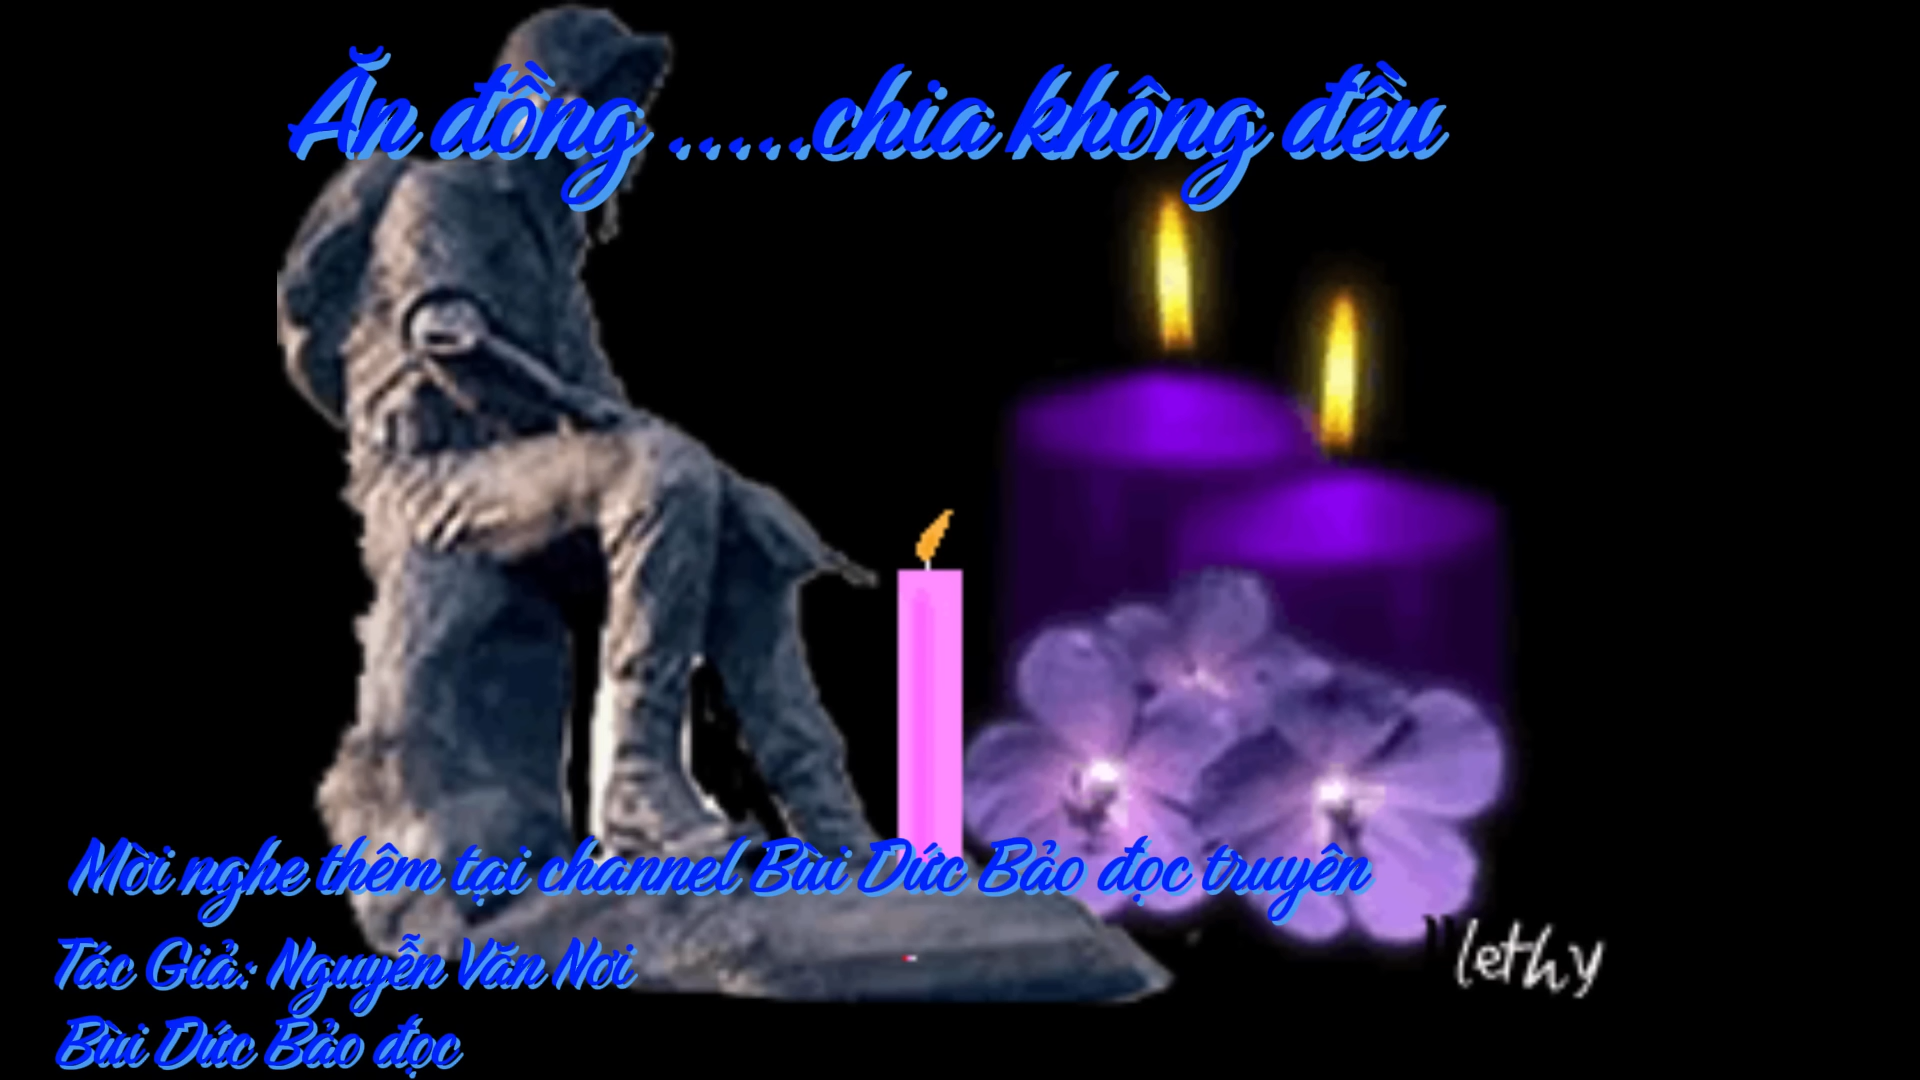 Ăn đồng .....chia không đều
Mời nghe thêm tại channel Bùi Đức Bảo đọc truyên
Tác Giả: Nguyễn Văn Nơi
Bùi Đức Bảo đọc
"lethy